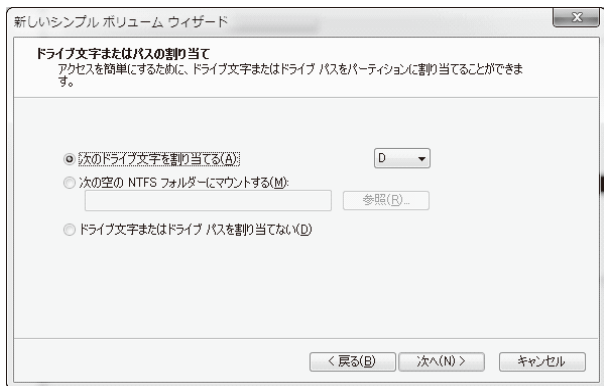 新しいシンプル ボリューム ウィザード
ドライブ文字またはパスの割り当て
アクセスを簡単にするために、ドライブ文字またはドライブ パスをパーティションに割り当てることができま
す。
次のドライブ文字を割り当てる(A): D
次の空の NTFS フォルダーにマウントする(M):
参照(R)...
ドライブ文字またはドライブ パスを割り当てない(D)
< 戻る(B) 次へ(N) > キャンセル